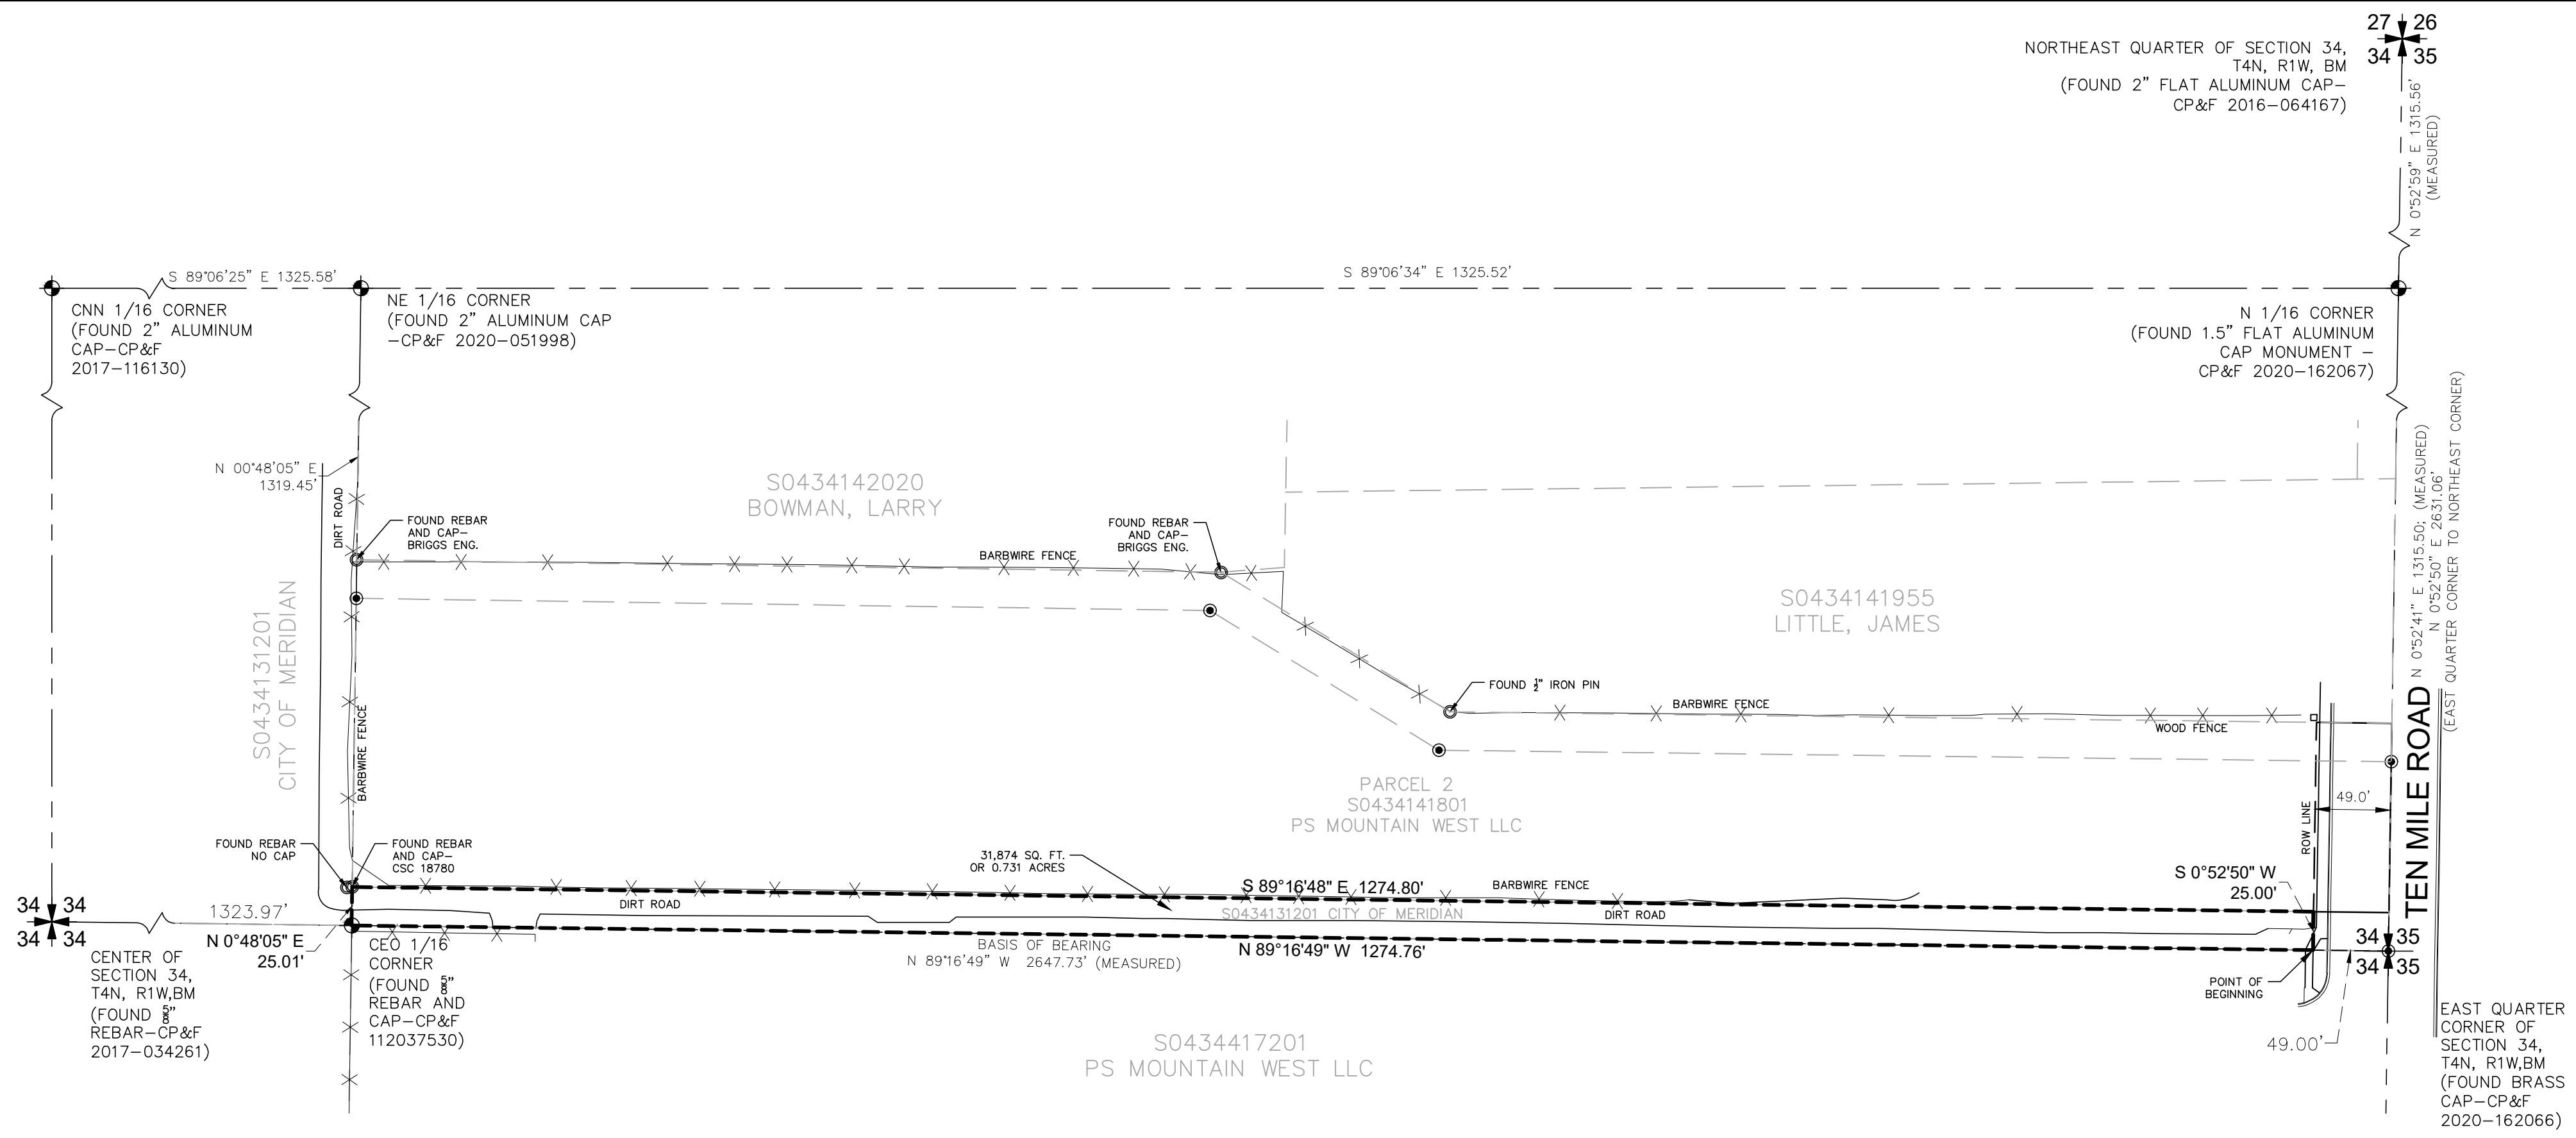 27 26
34 35
NORTHEAST QUARTER OF SECTION 34,
T4N, R1W, BM
(FOUND 2" FLAT ALUMINUM CAP-
CP&F 2016-064167)
N 0°52'59" E 1315.56'
(MEASURED)
S 89°06'25" E 1325.58'
S 89°06'34" E 1325.52'
CNN 1/16 CORNER
(FOUND 2" ALUMINUM
CAP-CP&F
2017-116130)
NE 1/16 CORNER
(FOUND 2" ALUMINUM CAP
-CP&F 2020-051998)
N 1/16 CORNER
(FOUND 1.5" FLAT ALUMINUM
CAP MONUMENT -
CP&F 2020-162067)
N 00°48'05" E
1319.45'
DIRT ROAD
S0434142020
BOWMAN, LARRY
FOUND REBAR
AND CAP-
BRIGGS ENG.
FOUND REBAR
AND CAP-
BRIGGS ENG.
BARBWIRE FENCE
S0434131201
CITY OF MERIDIAN
BARBWIRE FENCE
S0434141955
LITTLE, JAMES
FOUND ½" IRON PIN
BARBWIRE FENCE
WOOD FENCE
N 0°52'41" E 1315.50; (MEASURED)
N 0°52'50" E 2631.06'
(EAST QUARTER CORNER TO NORTHEAST CORNER)
TEN MILE ROAD
PARCEL 2
S0434141801
PS MOUNTAIN WEST LLC
49.0'
ROW LINE
FOUND REBAR
NO CAP
FOUND REBAR
AND CAP-
CSC 18780
31,874 SQ. FT.
OR 0.731 ACRES
S 89°16'48" E 1274.80'
BARBWIRE FENCE
S 0°52'50" W
25.00'
DIRT ROAD
S0434131201 CITY OF MERIDIAN
DIRT ROAD
34 34
34 34
1323.97'
N 0°48'05" E
25.01'
CENTER OF
SECTION 34,
T4N, R1W,BM
(FOUND ⅝"
REBAR-CP&F
2017-034261)
CEO 1/16
CORNER
(FOUND ⅝"
REBAR AND
CAP-CP&F
112037530)
BASIS OF BEARING
N 89°16'49" W 2647.73' (MEASURED)
N 89°16'49" W 1274.76'
34 35
34 35
POINT OF
BEGINNING
49.00'
S0434417201
PS MOUNTAIN WEST LLC
EAST QUARTER
CORNER OF
SECTION 34,
T4N, R1W,BM
(FOUND BRASS
CAP-CP&F
2020-162066)